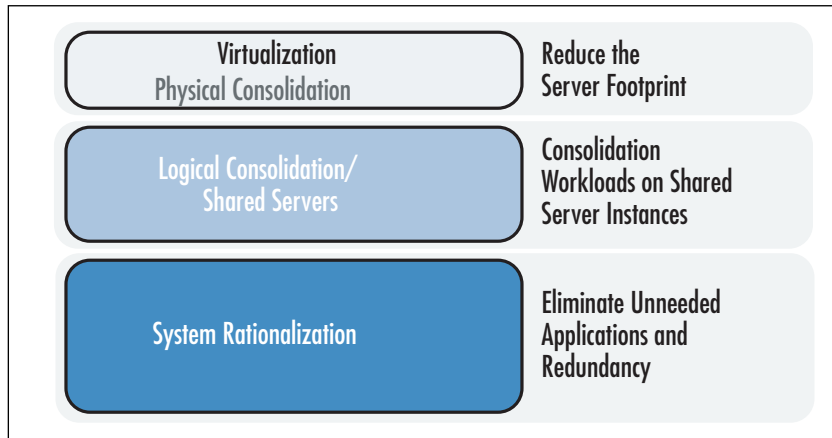 Virtualization
Physical Consolidation
Reduce the
Server Footprint
Logical Consolidation/
Shared Servers
Consolidation
Workloads on Shared
Server Instances
System Rationalization
Eliminate Unneeded
Applications and
Redundancy